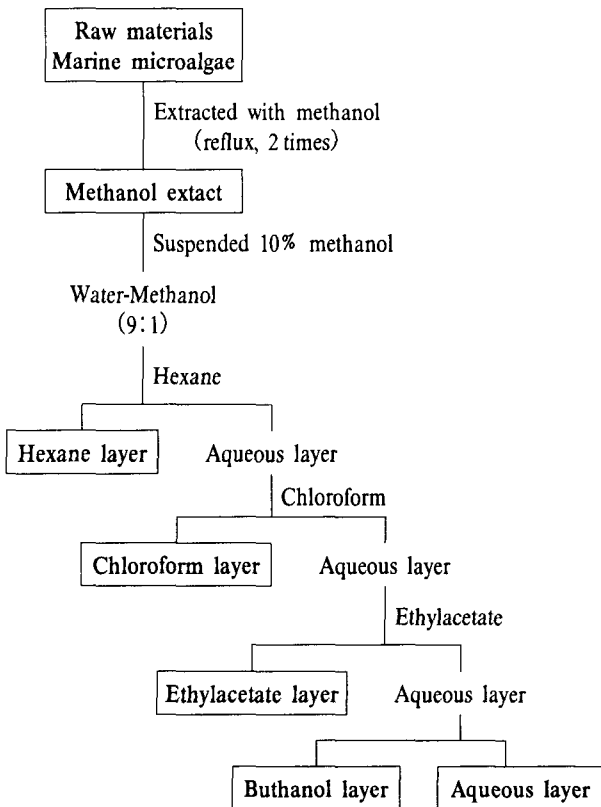 Raw materials
Marine microalgae
Extracted with methanol
(reflux, 2 times)
Methanol extact
Suspended 10% methanol
Water-Methanol
(9:1)
Hexane
Hexane layer
Aqueous layer
Chloroform
Chloroform layer
Aqueous layer
Ethylacetate
Ethylacetate layer
Aqueous layer
Buthanol layer
Aqueous layer